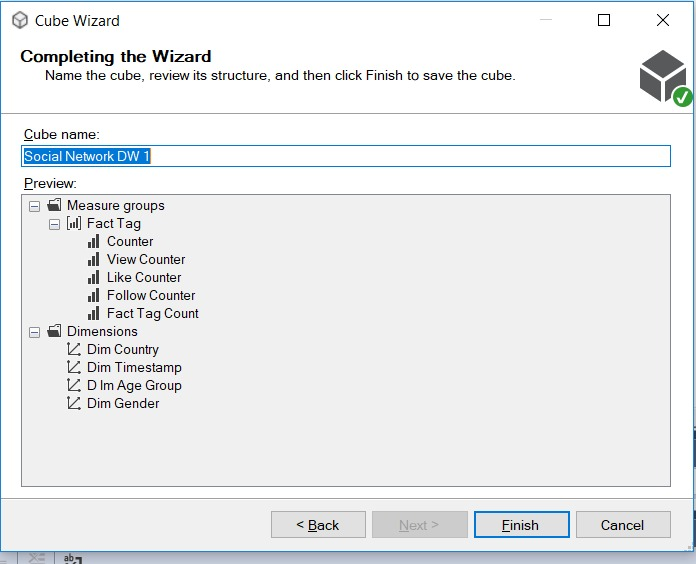 Cube Wizard
Completing the Wizard
Name the cube, review its structure, and then click Finish to save the cube.
Cube name:
Social Network DW 1
Preview:
Measure groups
Fact Tag
Counter
View Counter
Like Counter
Follow Counter
Fact Tag Count
Dimensions
Dim Country
Dim Timestamp
D Im Age Group
Dim Gender
< Back
Next >
Finish
Cancel
ab